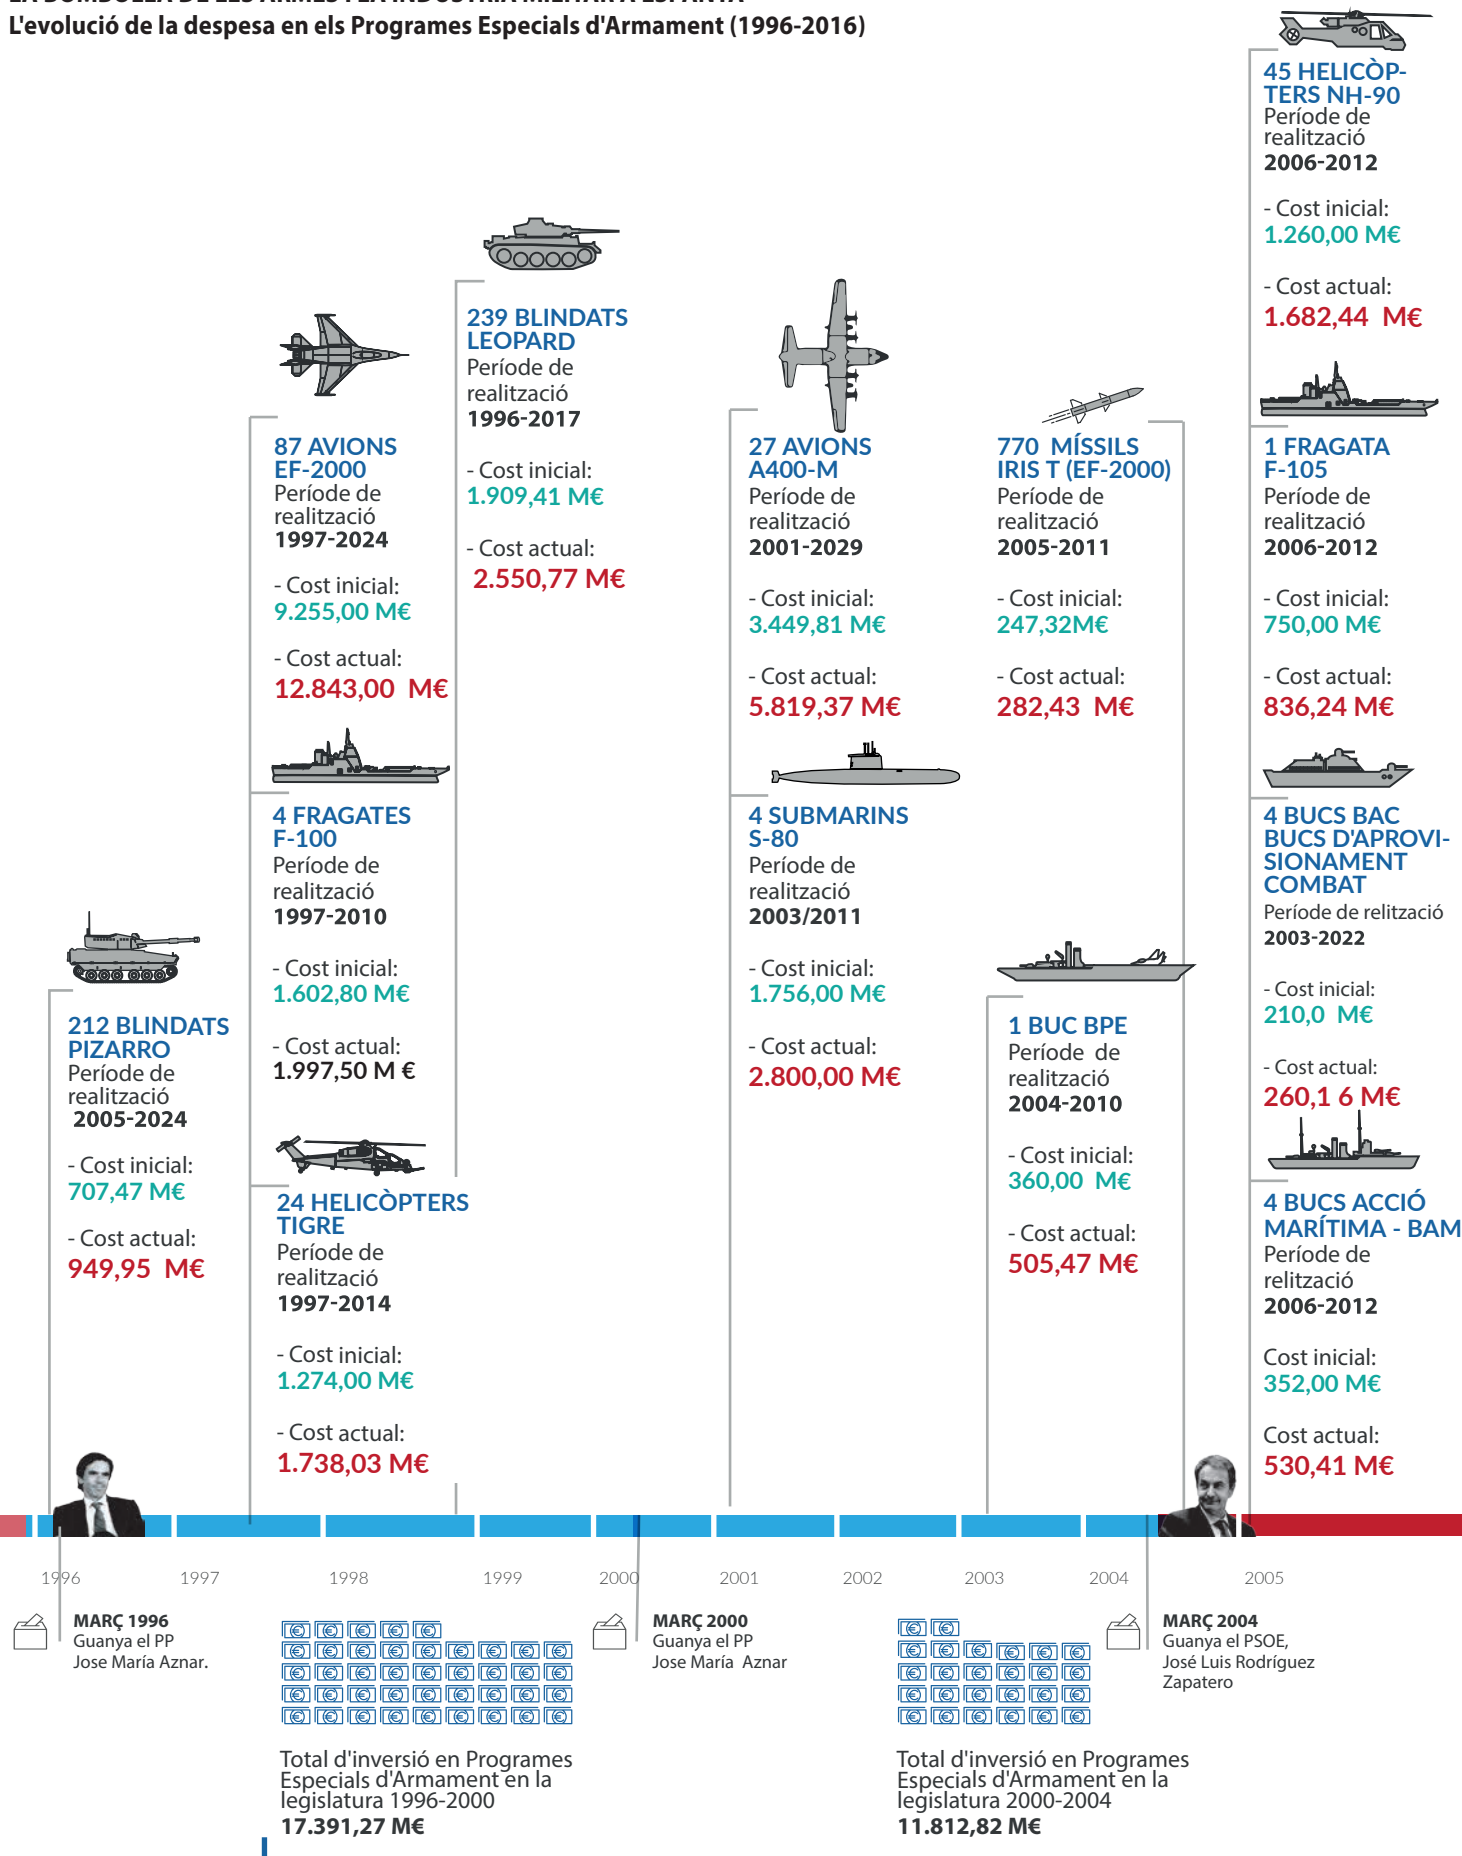 LA BOMBOLLA DE LES ARMES I LA INDÚSTRIA MILITAR A ESPANYA
L'evolució de la despesa en els Programes Especials d'Armament (1996-2016)
212 BLINDATS
PIZARRO
Període de
realització
2005-2024
- Cost inicial:
707,47 M€
- Cost actual:
949,95 M€
87 AVIONS
EF-2000
Període de
realització
1997-2024
- Cost inicial:
9.255,00 M€
- Cost actual:
12.843,00 M€
4 FRAGATES
F-100
Període de
realització
1997-2010
- Cost inicial:
1.602,80 M€
- Cost actual:
1.997,50 M €
24 HELICÒPTERS
TIGRE
Període de
realització
1997-2014
- Cost inicial:
1.274,00 M€
- Cost actual:
1.738,03 M€
239 BLINDATS
LEOPARD
Període de
realització
1996-2017
- Cost inicial:
1.909,41 M€
- Cost actual:
2.550,77 M€
27 AVIONS
A400-M
Període de
realització
2001-2029
- Cost inicial:
3.449,81 M€
- Cost actual:
5.819,37 M€
4 SUBMARINS
S-80
Període de
realització
2003/2011
- Cost inicial:
1.756,00 M€
- Cost actual:
2.800,00 M€
770 MÍSSILS
IRIS T (EF-2000)
Període de
realització
2005-2011
- Cost inicial:
247,32M€
- Cost actual:
282,43 M€
1 BUC BPE
Període de
realització
2004-2010
- Cost inicial:
360,00 M€
- Cost actual:
505,47 M€
45 HELICÒP-
TERS NH-90
Període de
realització
2006-2012
- Cost inicial:
1.260,00 M€
- Cost actual:
1.682,44 M€
1 FRAGATA
F-105
Període de
realització
2006-2012
- Cost inicial:
750,00 M€
- Cost actual:
836,24 M€
4 BUCS BAC
BUCS D'APROVI-
SIONAMENT
COMBAT
Període de relització
2003-2022
- Cost inicial:
210,0 M€
- Cost actual:
260,1 6 M€
4 BUCS ACCIÓ
MARÍTIMA - BAM
Període de
relització
2006-2012
Cost inicial:
352,00 M€
Cost actual:
530,41 M€
1996 1997 1998 1999 2000 2001 2002 2003 2004 2005
MARÇ 1996
Guanya el PP
Jose María Aznar.
MARÇ 2000
Guanya el PP
Jose María Aznar
MARÇ 2004
Guanya el PSOE,
José Luis Rodríguez
Zapatero
Total d'inversió en Programes
Especials d'Armament en la
legislatura 1996-2000
17.391,27 M€
Total d'inversió en Programes
Especials d'Armament en la
legislatura 2000-2004
11.812,82 M€